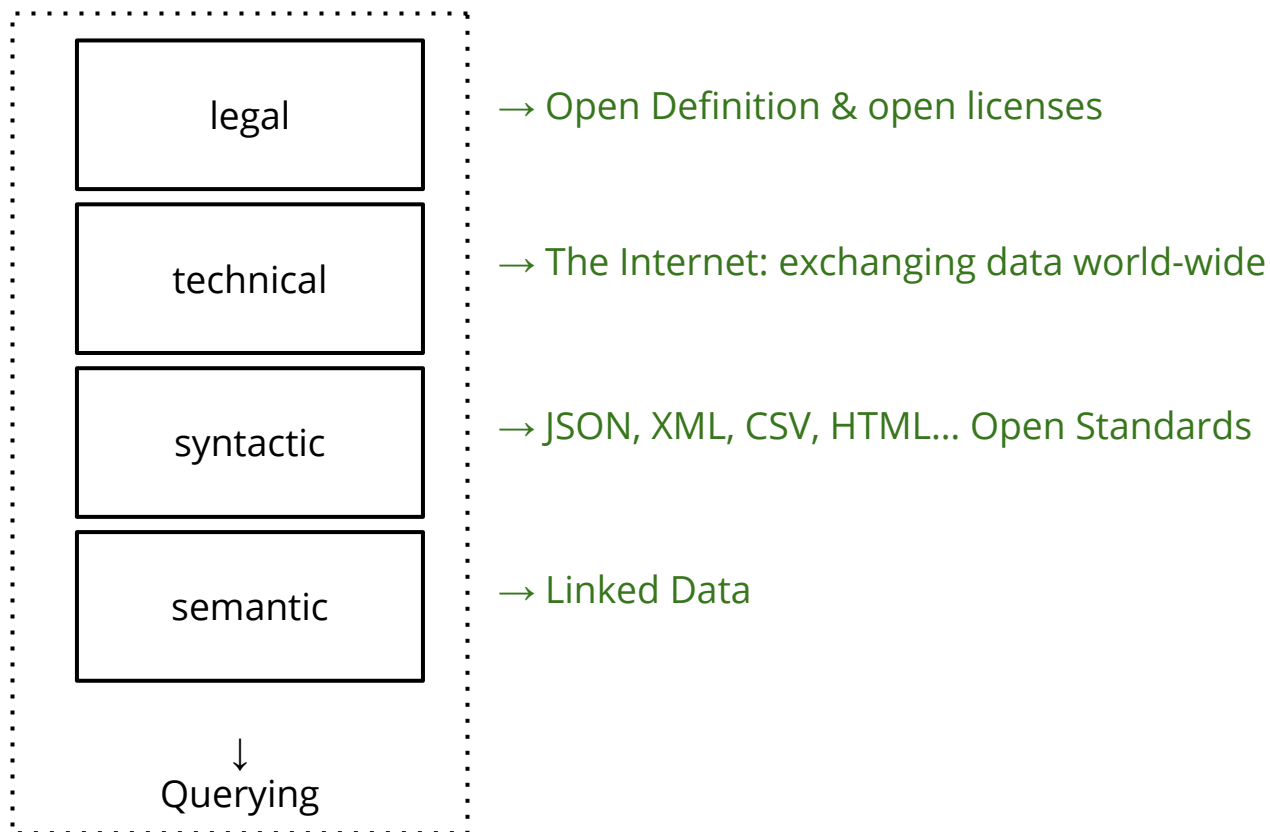 legal
→ Open Definition & open licenses
technical
→ The Internet: exchanging data world-wide
syntactic
→ JSON, XML, CSV, HTML… Open Standards
semantic
→ Linked Data
↓
Querying